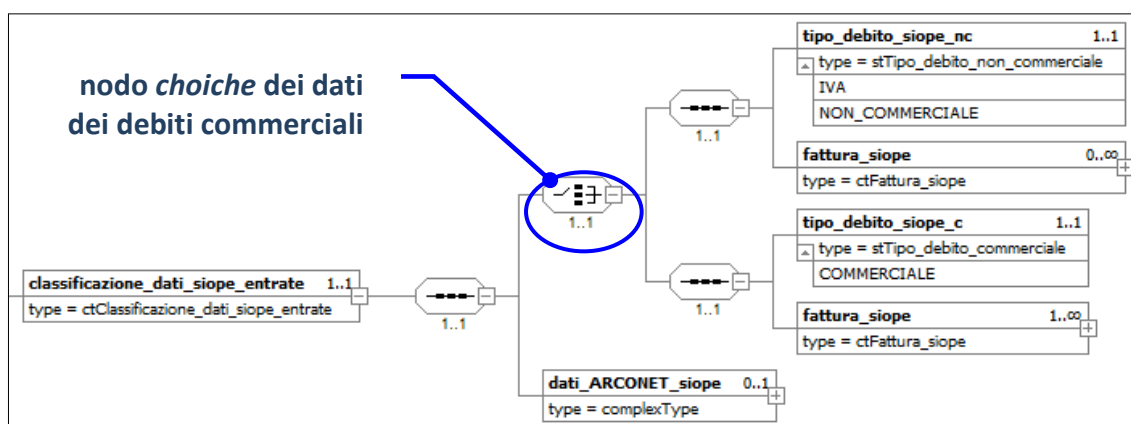 nodo choiche dei dati
dei debiti commerciali
classificazione_dati_siope_entrate 1..1
type = ctClassificazione_dati_siope_entrate
1..1
1..1
1..1
tipo_debito_siope_nc 1..1
type = stTipo_debito_non_commerciale
IVA
NON_COMMERCIALE
fattura_siope 0..∞
type = ctFattura_siope
1..1
tipo_debito_siope_c 1..1
type = stTipo_debito_commerciale
COMMERCIALE
fattura_siope 1..∞
type = ctFattura_siope
dati_ARCONET_siope 0..1
type = complexType